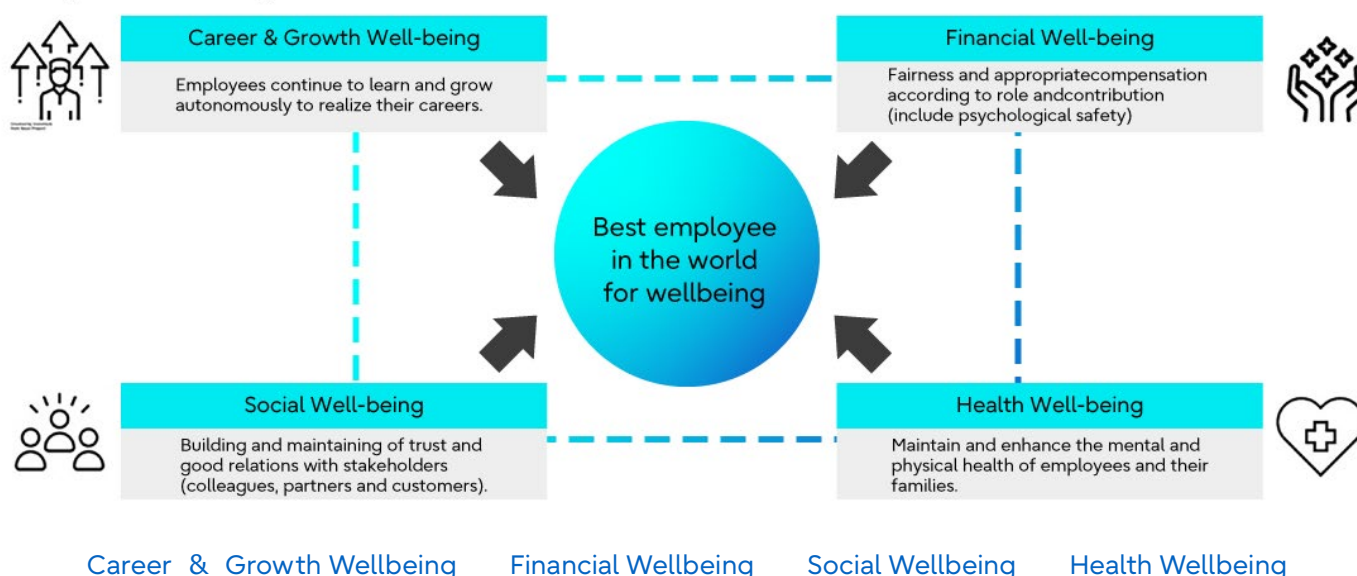 Career & Growth Well-being
Employees continue to learn and grow
autonomously to realize their careers.
Financial Well-being
Fairness and appropriatecompensation
according to role andcontribution
(include psychological safety)
Best employee
in the world
for wellbeing
Social Well-being
Building and maintaining of trust and
good relations with stakeholders
(colleagues, partners and customers).
Health Well-being
Maintain and enhance the mental and
physical health of employees and their
families.
Career & Growth Wellbeing Financial Wellbeing Social Wellbeing Health Wellbeing